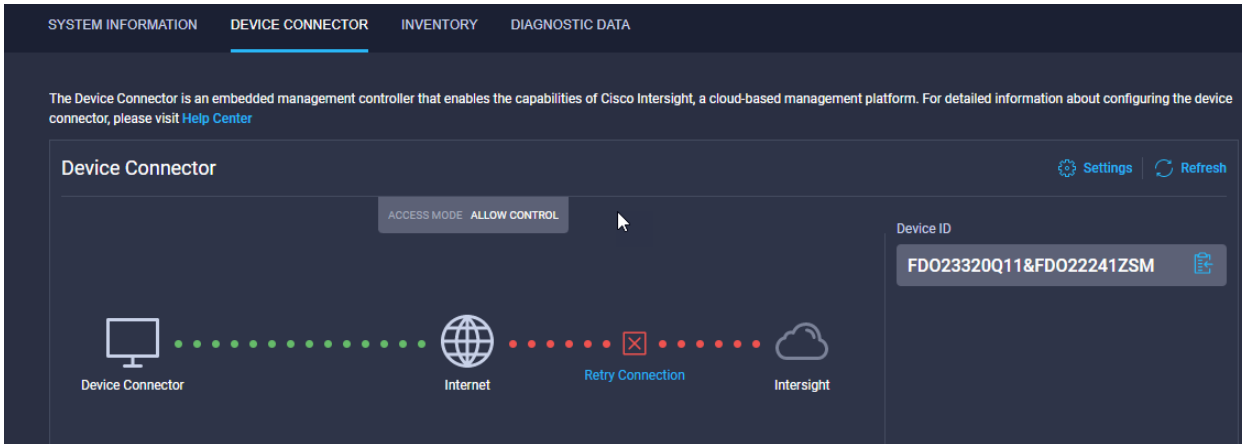 SYSTEM INFORMATION DEVICE CONNECTOR INVENTORY DIAGNOSTIC DATA
The Device Connector is an embedded management controller that enables the capabilities of Cisco Intersight, a cloud-based management platform. For detailed information about configuring the device
connector, please visit Help Center
Device Connector
Settings Refresh
ACCESS MODE ALLOW CONTROL
Device ID
FDO23320Q11&FDO22241ZSM
Device Connector
Internet
Retry Connection
Intersight